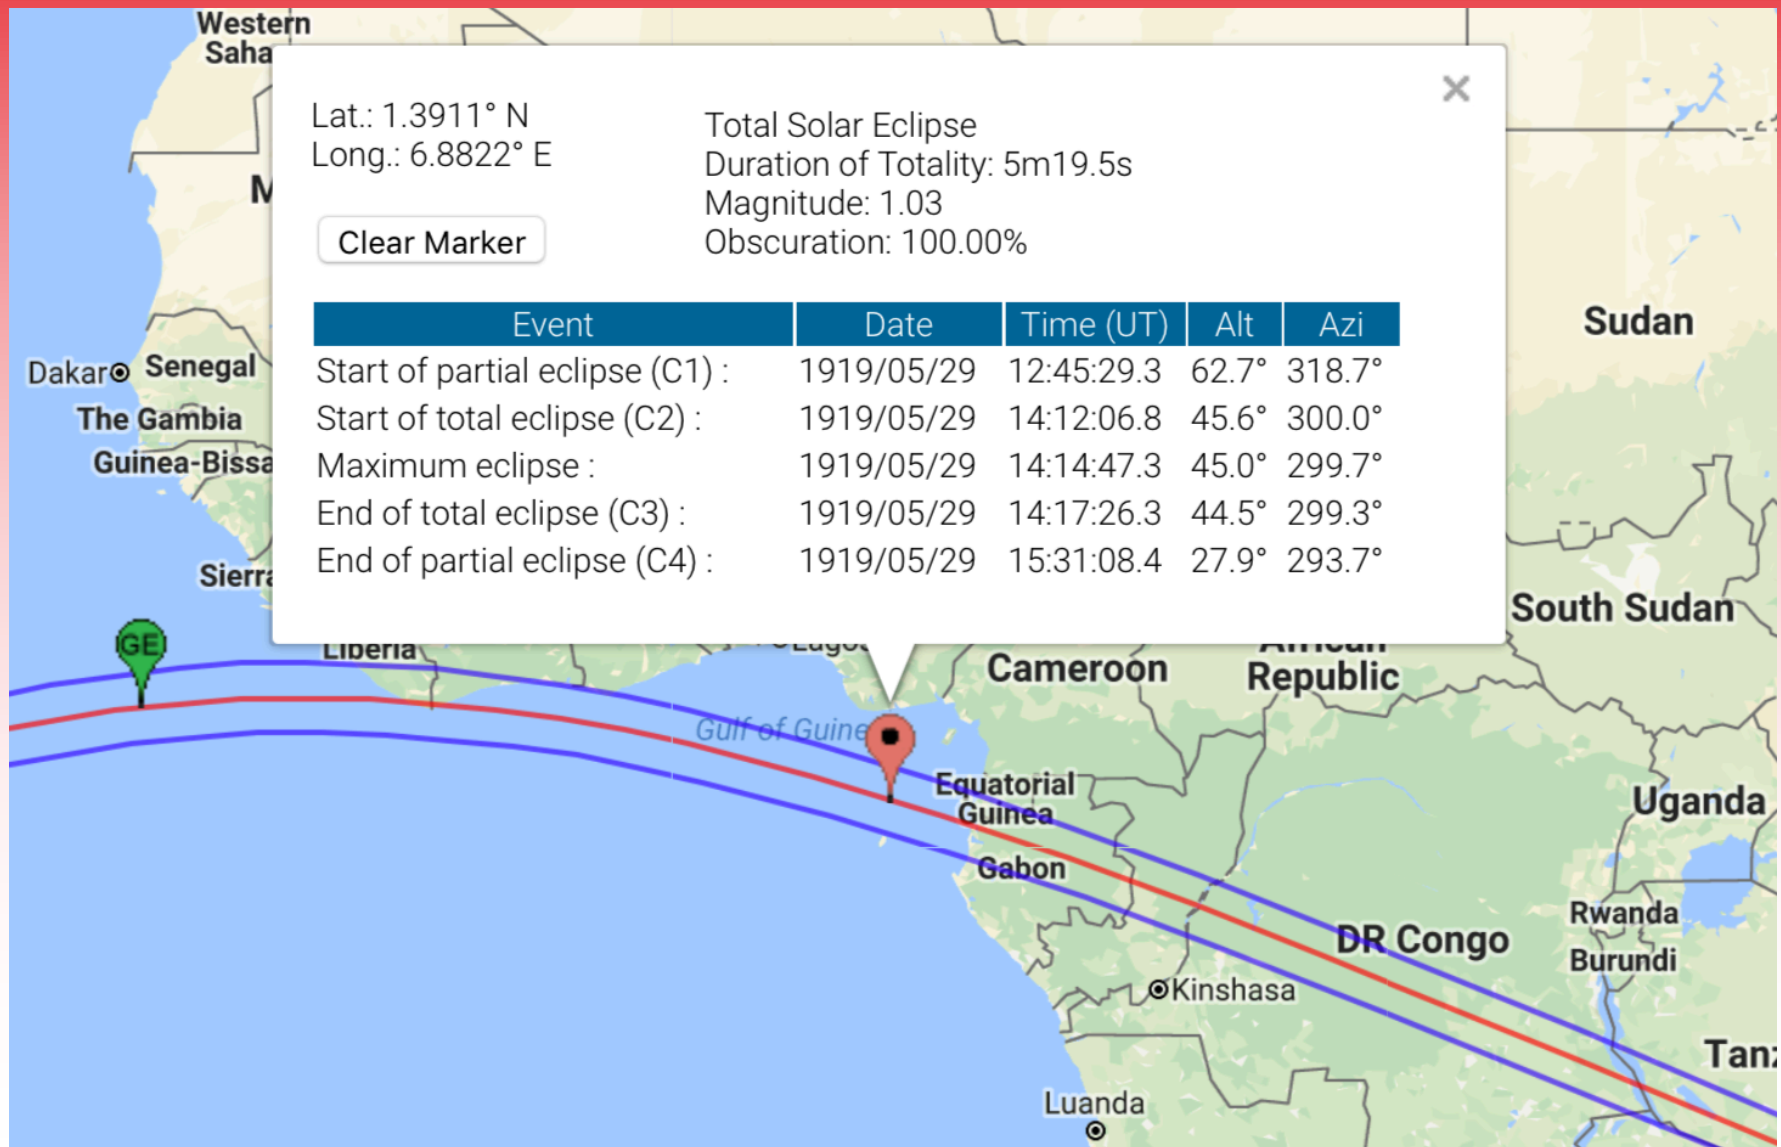 Western
Saha
Lat.: 1.3911° N
Long.: 6.8822° E
Clear Marker
Total Solar Eclipse
Duration of Totality: 5m19.5s
Magnitude: 1.03
Obscuration: 100.00%
Event Date Time (UT) Alt Azi
Start of partial eclipse (C1) : 1919/05/29 12:45:29.3 62.7° 318.7°
Start of total eclipse (C2) : 1919/05/29 14:12:06.8 45.6° 300.0°
Maximum eclipse : 1919/05/29 14:14:47.3 45.0° 299.7°
End of total eclipse (C3) : 1919/05/29 14:17:26.3 44.5° 299.3°
End of partial eclipse (C4) : 1919/05/29 15:31:08.4 27.9° 293.7°
M
Sudan
Dakar
Senegal
The Gambia
Guinea-Bissa
Sierra
South Sudan
GE
Liberia
Lagos
Cameroon
African
Republic
Gulf of Guine
Equatorial
Guinea
Gabon
Uganda
Rwanda
DR Congo
Burundi
Kinshasa
Tanz
Luanda